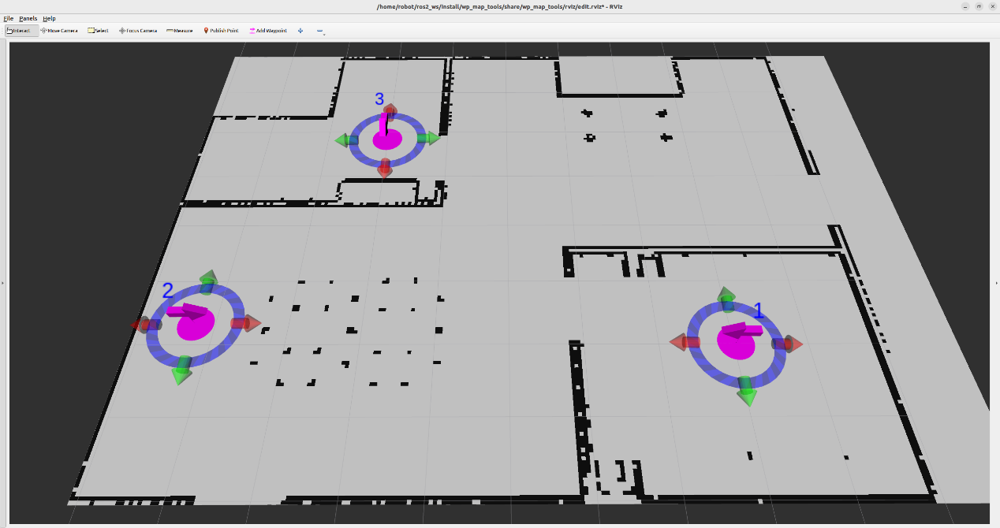 /home/robot/ros2_ws/install/wp_map_tools/share/wp_map_tools/rviz/edit.rviz* - RViz
File Panels Help
Interact Move Camera Select Focus Camera Measure Publish Point Add Waypoint
3
2
1